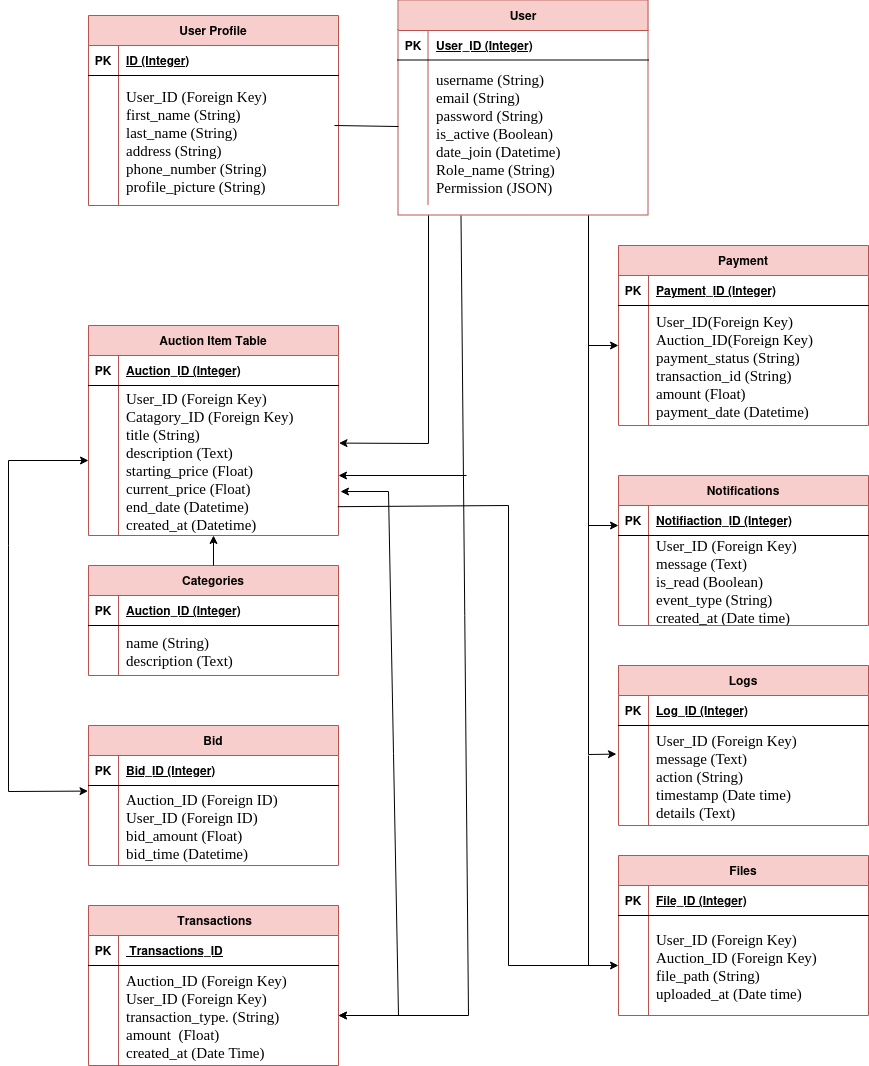 User Profile
PK ID (Integer)
User_ID (Foreign Key)
first_name (String)
last_name (String)
address (String)
phone_number (String)
profile_picture (String)
User
PK User_ID (Integer)
username (String)
email (String)
password (String)
is_active (Boolean)
date_join (Datetime)
Role_name (String)
Permission (JSON)
Auction Item Table
PK Auction_ID (Integer)
User_ID (Foreign Key)
Catagory_ID (Foreign Key)
title (String)
description (Text)
starting_price (Float)
current_price (Float)
end_date (Datetime)
created_at (Datetime)
Categories
PK Auction_ID (Integer)
name (String)
description (Text)
Bid
PK Bid_ID (Integer)
Auction_ID (Foreign ID)
User_ID (Foreign ID)
bid_amount (Float)
bid_time (Datetime)
Transactions
PK Transactions_ID
Auction_ID (Foreign Key)
User_ID (Foreign Key)
transaction_type. (String)
amount (Float)
created_at (Date Time)
Payment
PK Payment_ID (Integer)
User_ID(Foreign Key)
Auction_ID(Foreign Key)
payment_status (String)
transaction_id (String)
amount (Float)
payment_date (Datetime)
Notifications
PK Notifiaction_ID (Integer)
User_ID (Foreign Key)
message (Text)
is_read (Boolean)
event_type (String)
created_at (Date time)
Logs
PK Log_ID (Integer)
User_ID (Foreign Key)
message (Text)
action (String)
timestamp (Date time)
details (Text)
Files
PK File_ID (Integer)
User_ID (Foreign Key)
Auction_ID (Foreign Key)
file_path (String)
uploaded_at (Date time)